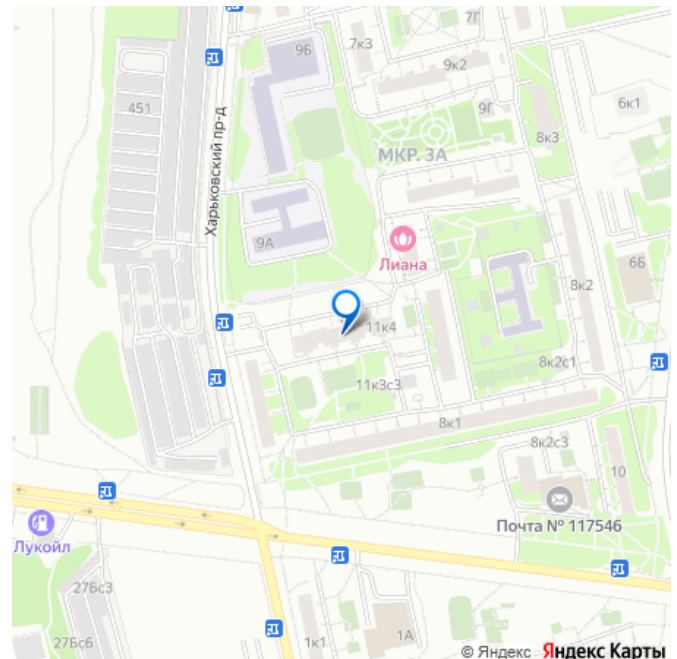 7Г
9Б
7к3
9к2
451
9Г
6к1
8к3
МКР. 3А
Харьковский пр-д
9А
Лиана
6Б
8к2
11к4
8к2с1
11к3с3
8к1
8к2с3
10
Почта № 117546
Лукойл
27Бс3
1к1
1А
27Бс6
© Яндекс Яндекс Карты